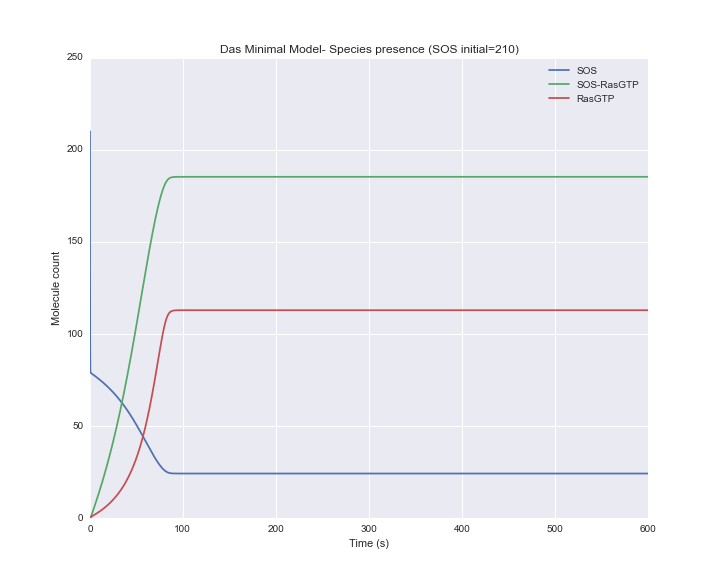 Das Minimal Model- Species presence (SOS initial=210)
250
200
150
100
50
0
Molecule count
SOS
SOS-RasGTP
RasGTP
0 100 200 300 400 500 600
Time (s)